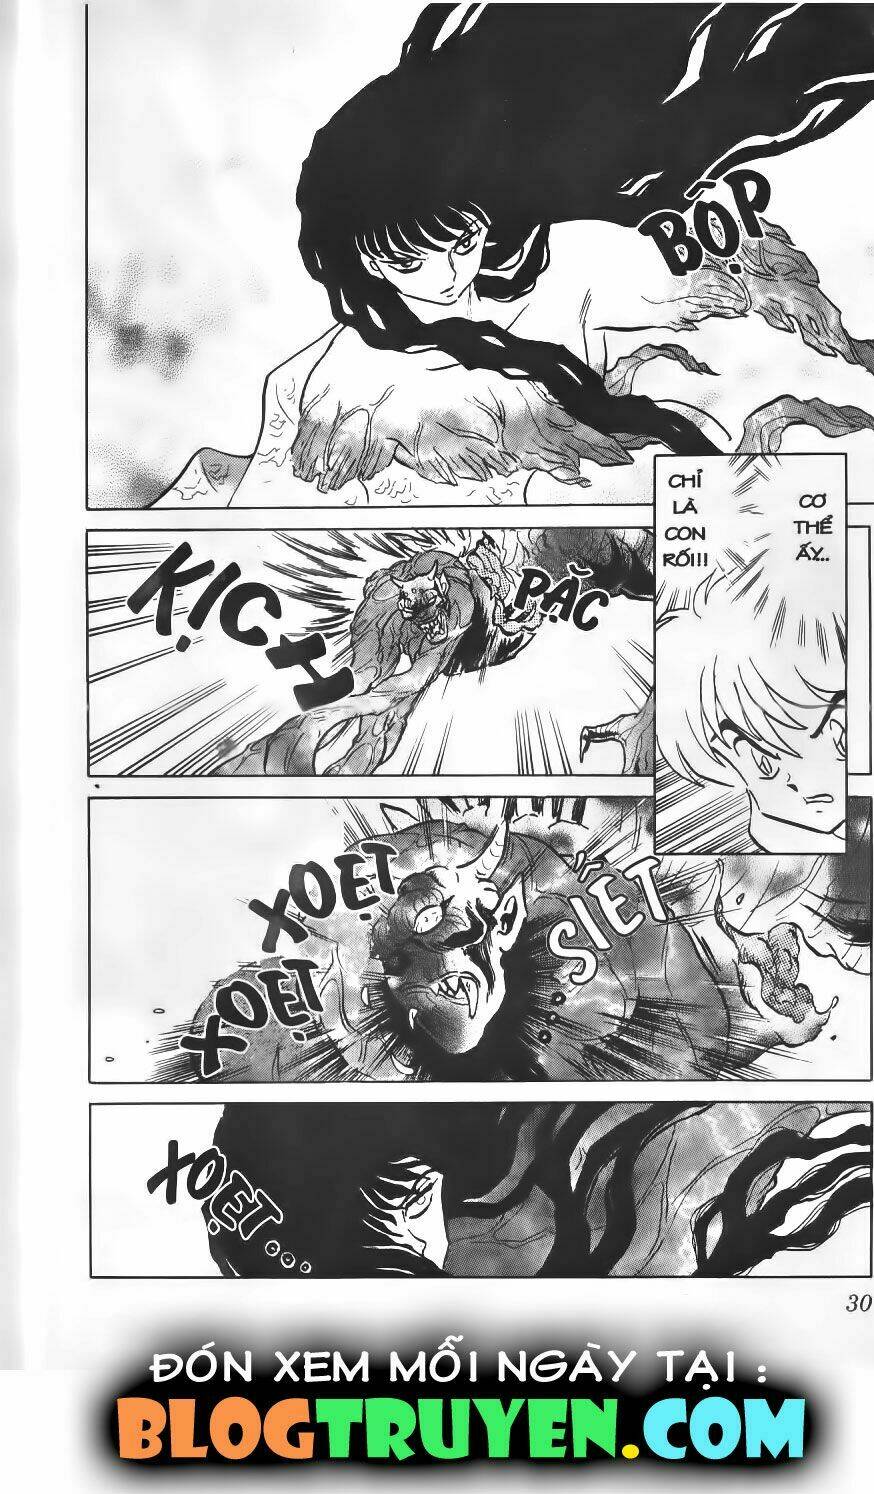 BỘP
CƠ
THỂ
ẤY...
CHỈ
LÀ
CON
RỐI!!!
KỊCH
PẶC
XOẸT
XOẸT
SIẾT...
XOẸT...
30
ĐÓN XEM MỖI NGÀY TẠI :
BLOGTRUYEN.COM